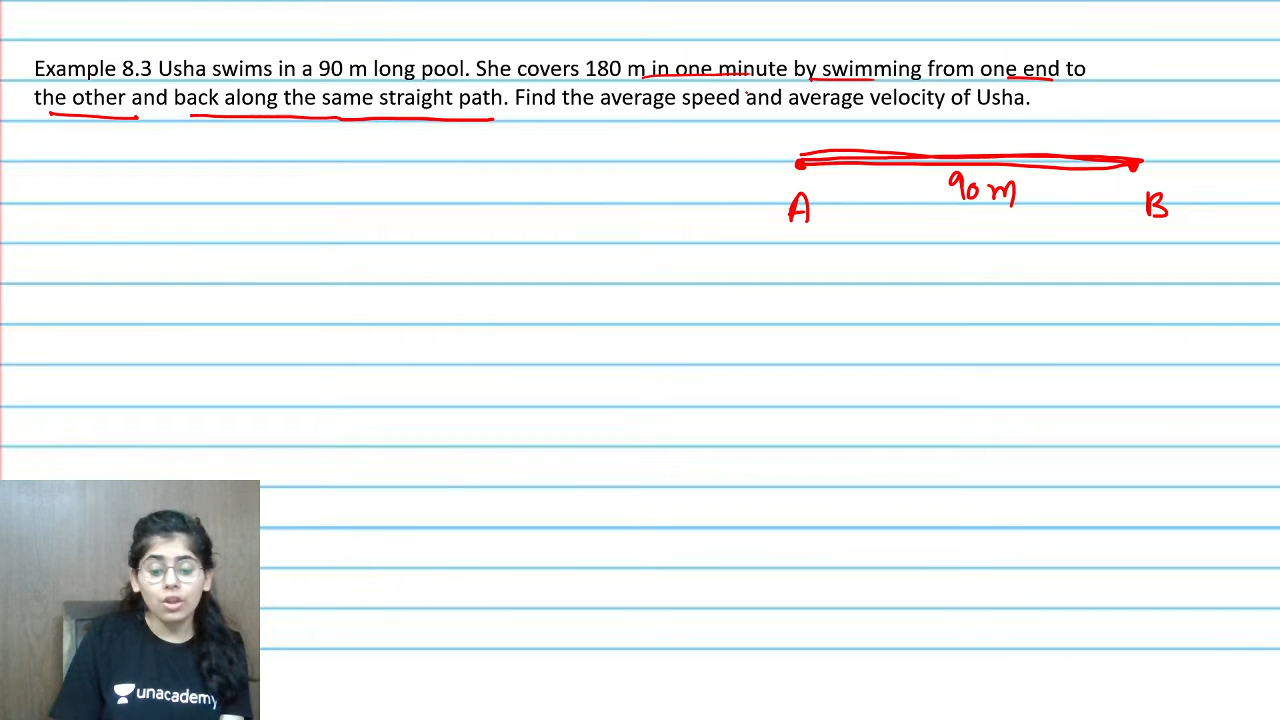 Example 8.3 Usha swims in a 90 m long pool. She covers 180 m in one minute by swimming from one end to
the other and back along the same straight path. Find the average speed and average velocity of Usha.
90 m
A B
unacademy